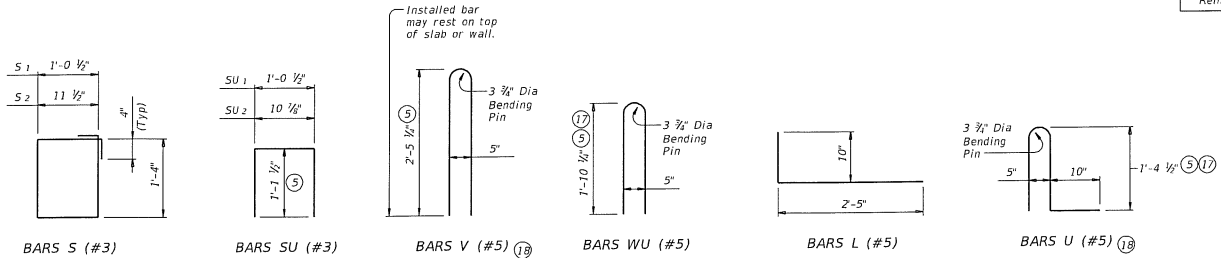 Installed bar
may rest on top
of slab or wall.
S 1
1'-0 ½"
S 2
11 ½"
4"
(Typ)
1'-4"
BARS S (#3)
SU 1
1'-0 ½"
SU 2
10 ⅞"
1'-1 ½"
5
BARS SU (#3)
2'-5 ¼"
5
3 ¾" Dia
Bending
Pin
5"
BARS V (#5) 18
17
5
1'-10 ¼"
3 ¾" Dia
Bending
Pin
5"
BARS WU (#5)
10"
2'-5"
BARS L (#5)
3 ¾" Dia
Bending
Pin
5"
10"
1'-4 ½" 5 17
BARS U (#5) 18